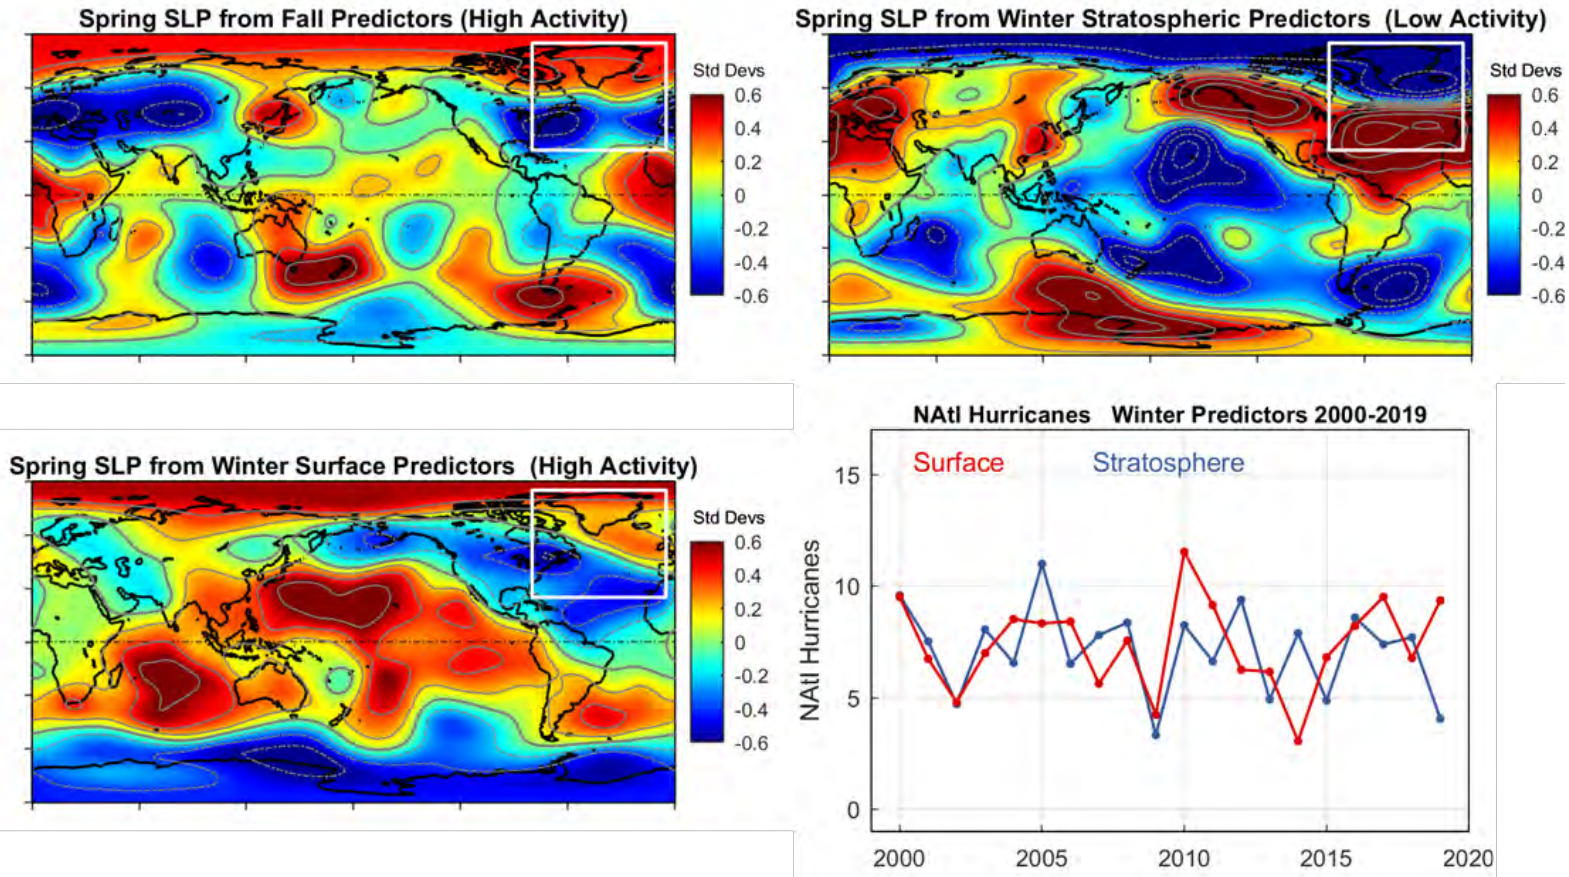 Spring SLP from Fall Predictors (High Activity)
Std Devs
0.6
0.4
0.2
0
-0.2
-0.4
-0.6
Spring SLP from Winter Stratospheric Predictors (Low Activity)
Std Devs
0.6
0.4
0.2
0
-0.2
-0.4
-0.6
Spring SLP from Winter Surface Predictors (High Activity)
Std Devs
0.6
0.4
0.2
0
-0.2
-0.4
-0.6
NAtl Hurricanes Winter Predictors 2000-2019
Surface Stratosphere
NAtl Hurricanes
15
10
5
0
2000 2005 2010 2015 2020